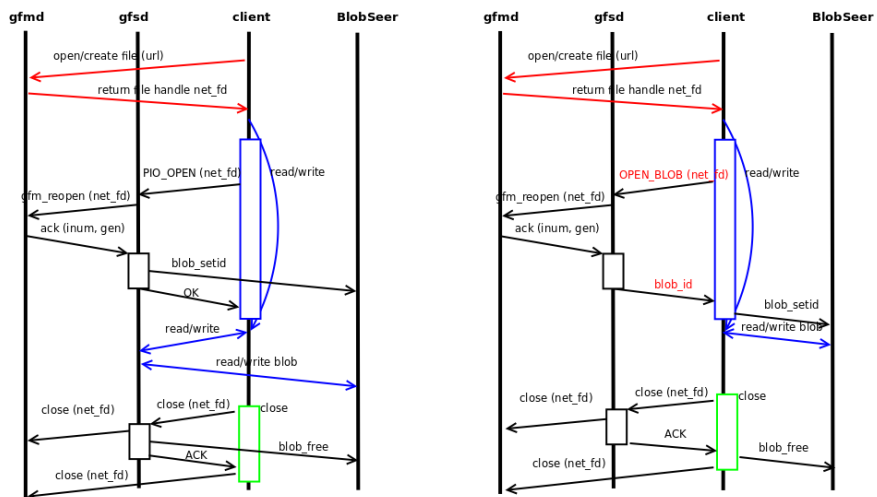 gfmd gfsd client BlobSeer
open/create file (url)
return file handle net_fd
read/write
PIO_OPEN (net_fd)
gfm_reopen (net_fd)
ack (inum, gen)
blob_setid
OK
read/write
read/write blob
close
close (net_fd)
close (net_fd)
blob_free
ACK
close (net_fd)
gfmd gfsd client BlobSeer
open/create file (url)
return file handle net_fd
read/write
OPEN_BLOB (net_fd)
gfm_reopen (net_fd)
ack (inum, gen)
blob_id
blob_setid
read/write blob
close
close (net_fd)
close (net_fd)
ACK
blob_free
close (net_fd)